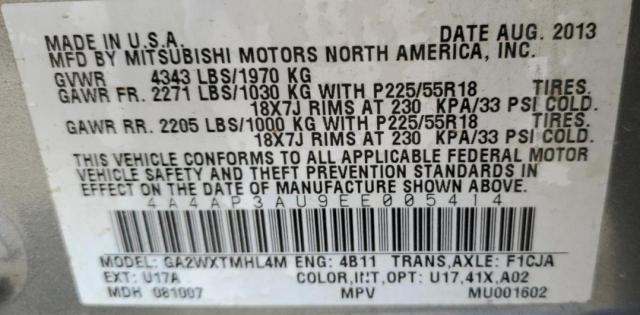 MADE IN U.S.A. DATE AUG. 2013
MFD BY MITSUBISHI MOTORS NORTH AMERICA, INC.
GVWR 4343 LBS/1970 KG
GAWR FR. 2271 LBS/1030 KG WITH P225/55R18 TIRES.
18X7J RIMS AT 230 KPA/33 PSI COLD.
GAWR RR. 2205 LBS/1000 KG WITH P225/55R18 TIRES.
18X7J RIMS AT 230 KPA/33 PSI COLD.
THIS VEHICLE CONFORMS TO ALL APPLICABLE FEDERAL MOTOR
VEHICLE SAFETY AND THEFT PREVENTION STANDARDS IN
EFFECT ON THE DATE OF MANUFACTURE SHOWN ABOVE.
4A4AP3AU9EE005414
MODEL: GA2WXTMHL4M ENG: 4B11 TRANS,AXLE: F1CJA
EXT: U17A COLOR,INT,OPT: U17,41X,A02
MDH 081007 MPV MU001602